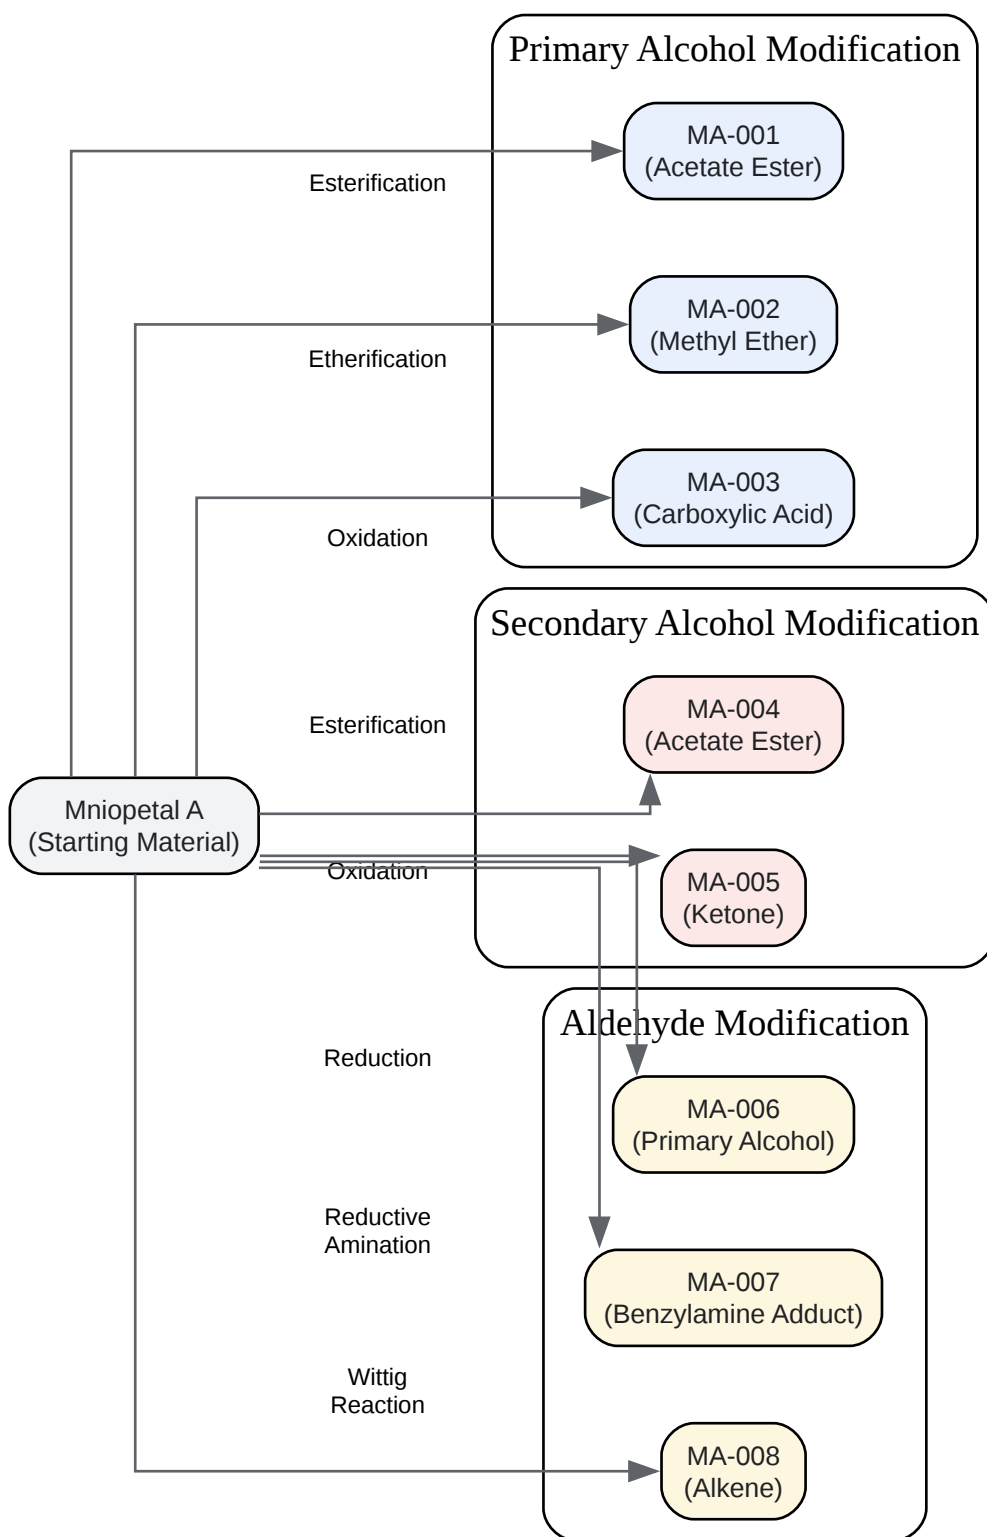 Primary Alcohol Modification
MA-001
(Acetate Ester)
Esterification
MA-002
(Methyl Ether)
Etherification
MA-003
(Carboxylic Acid)
Oxidation
Secondary Alcohol Modification
MA-004
(Acetate Ester)
Esterification
Mniopetal A
(Starting Material)
Oxidation
MA-005
(Ketone)
Aldehyde Modification
Reduction
MA-006
(Primary Alcohol)
Reductive
Amination
MA-007
(Benzylamine Adduct)
Wittig
Reaction
MA-008
(Alkene)